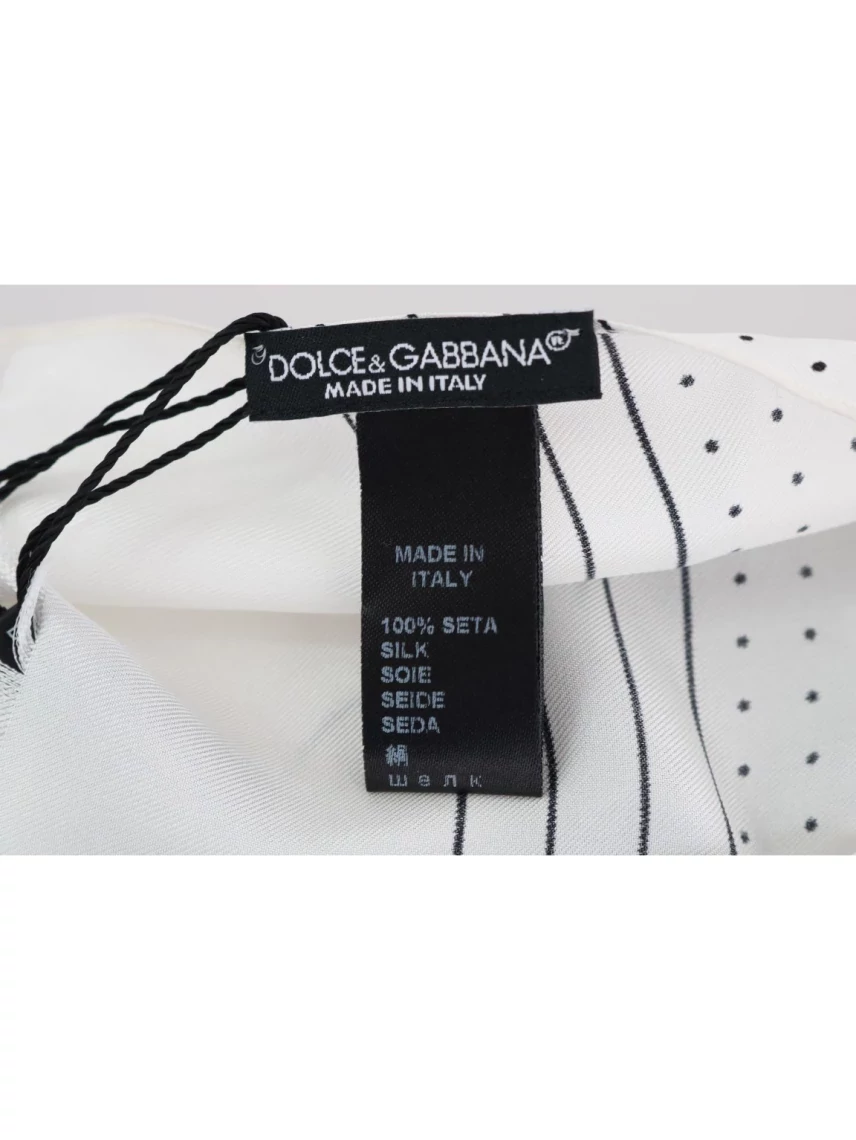 DOLCE&GABBANA
MADE IN ITALY
MADE IN
ITALY
100% SETA
SILK
SOIE
SEIDE
SEDA
絹
шелк